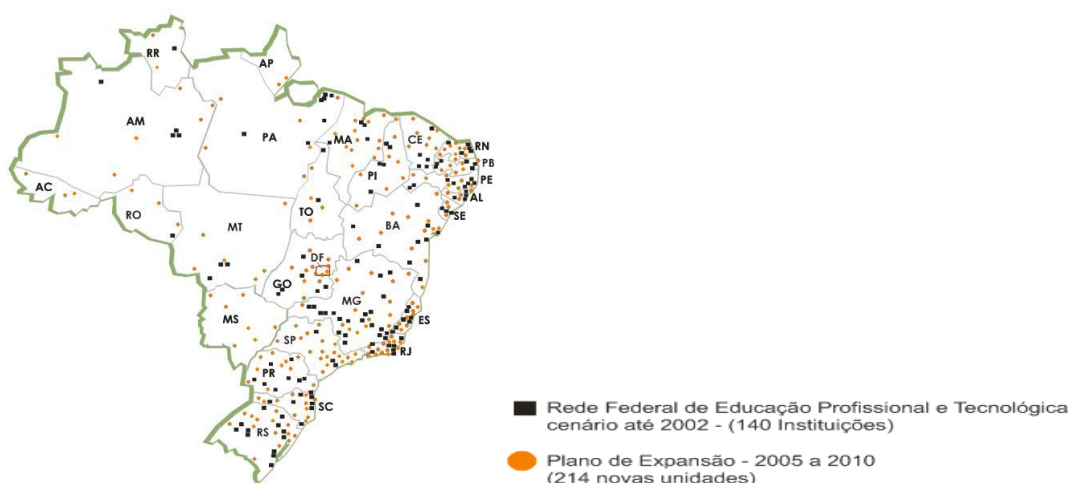 RR
AP
AM
PA
MA
CE
RN
PB
PI
PE
AC
AL
TO
RO
SE
MT
BA
DF
GO
MG
MS
ES
SP
RJ
PR
SC
RS
Rede Federal de Educação Profissional e Tecnológica
cenário até 2002 - (140 Instituições)
Plano de Expansão - 2005 a 2010
(214 novas unidades)